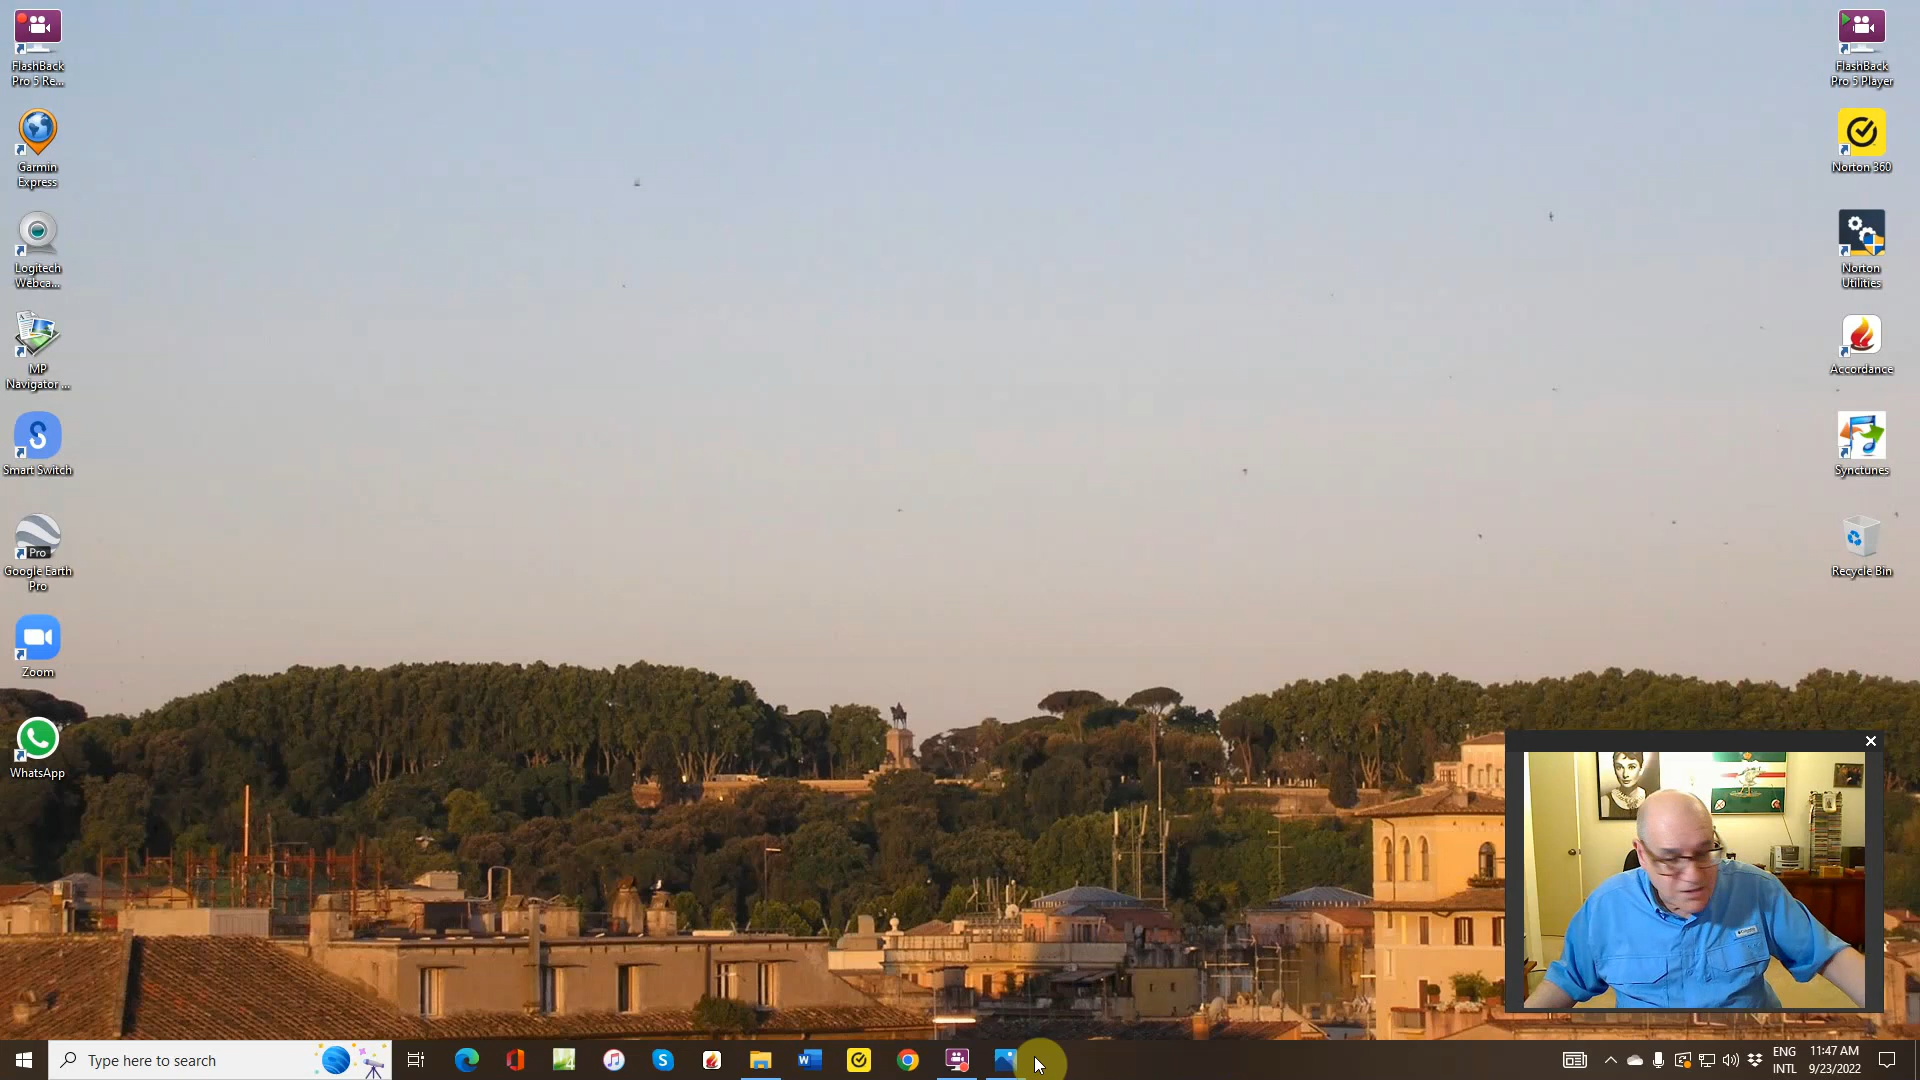 FlashBack
Pro 5 Re...
Garmin
Express
Logitech
Webca...
MP
Navigator ...
S
Smart Switch
Pro
Google Earth
Pro
Zoom
WhatsApp
FlashBack
Pro 5 Player
Norton 360
Norton
Utilities
Accordance
Synctunes
Recycle Bin
Type here to search
ENG
INTL
11:47 AM
9/23/2022